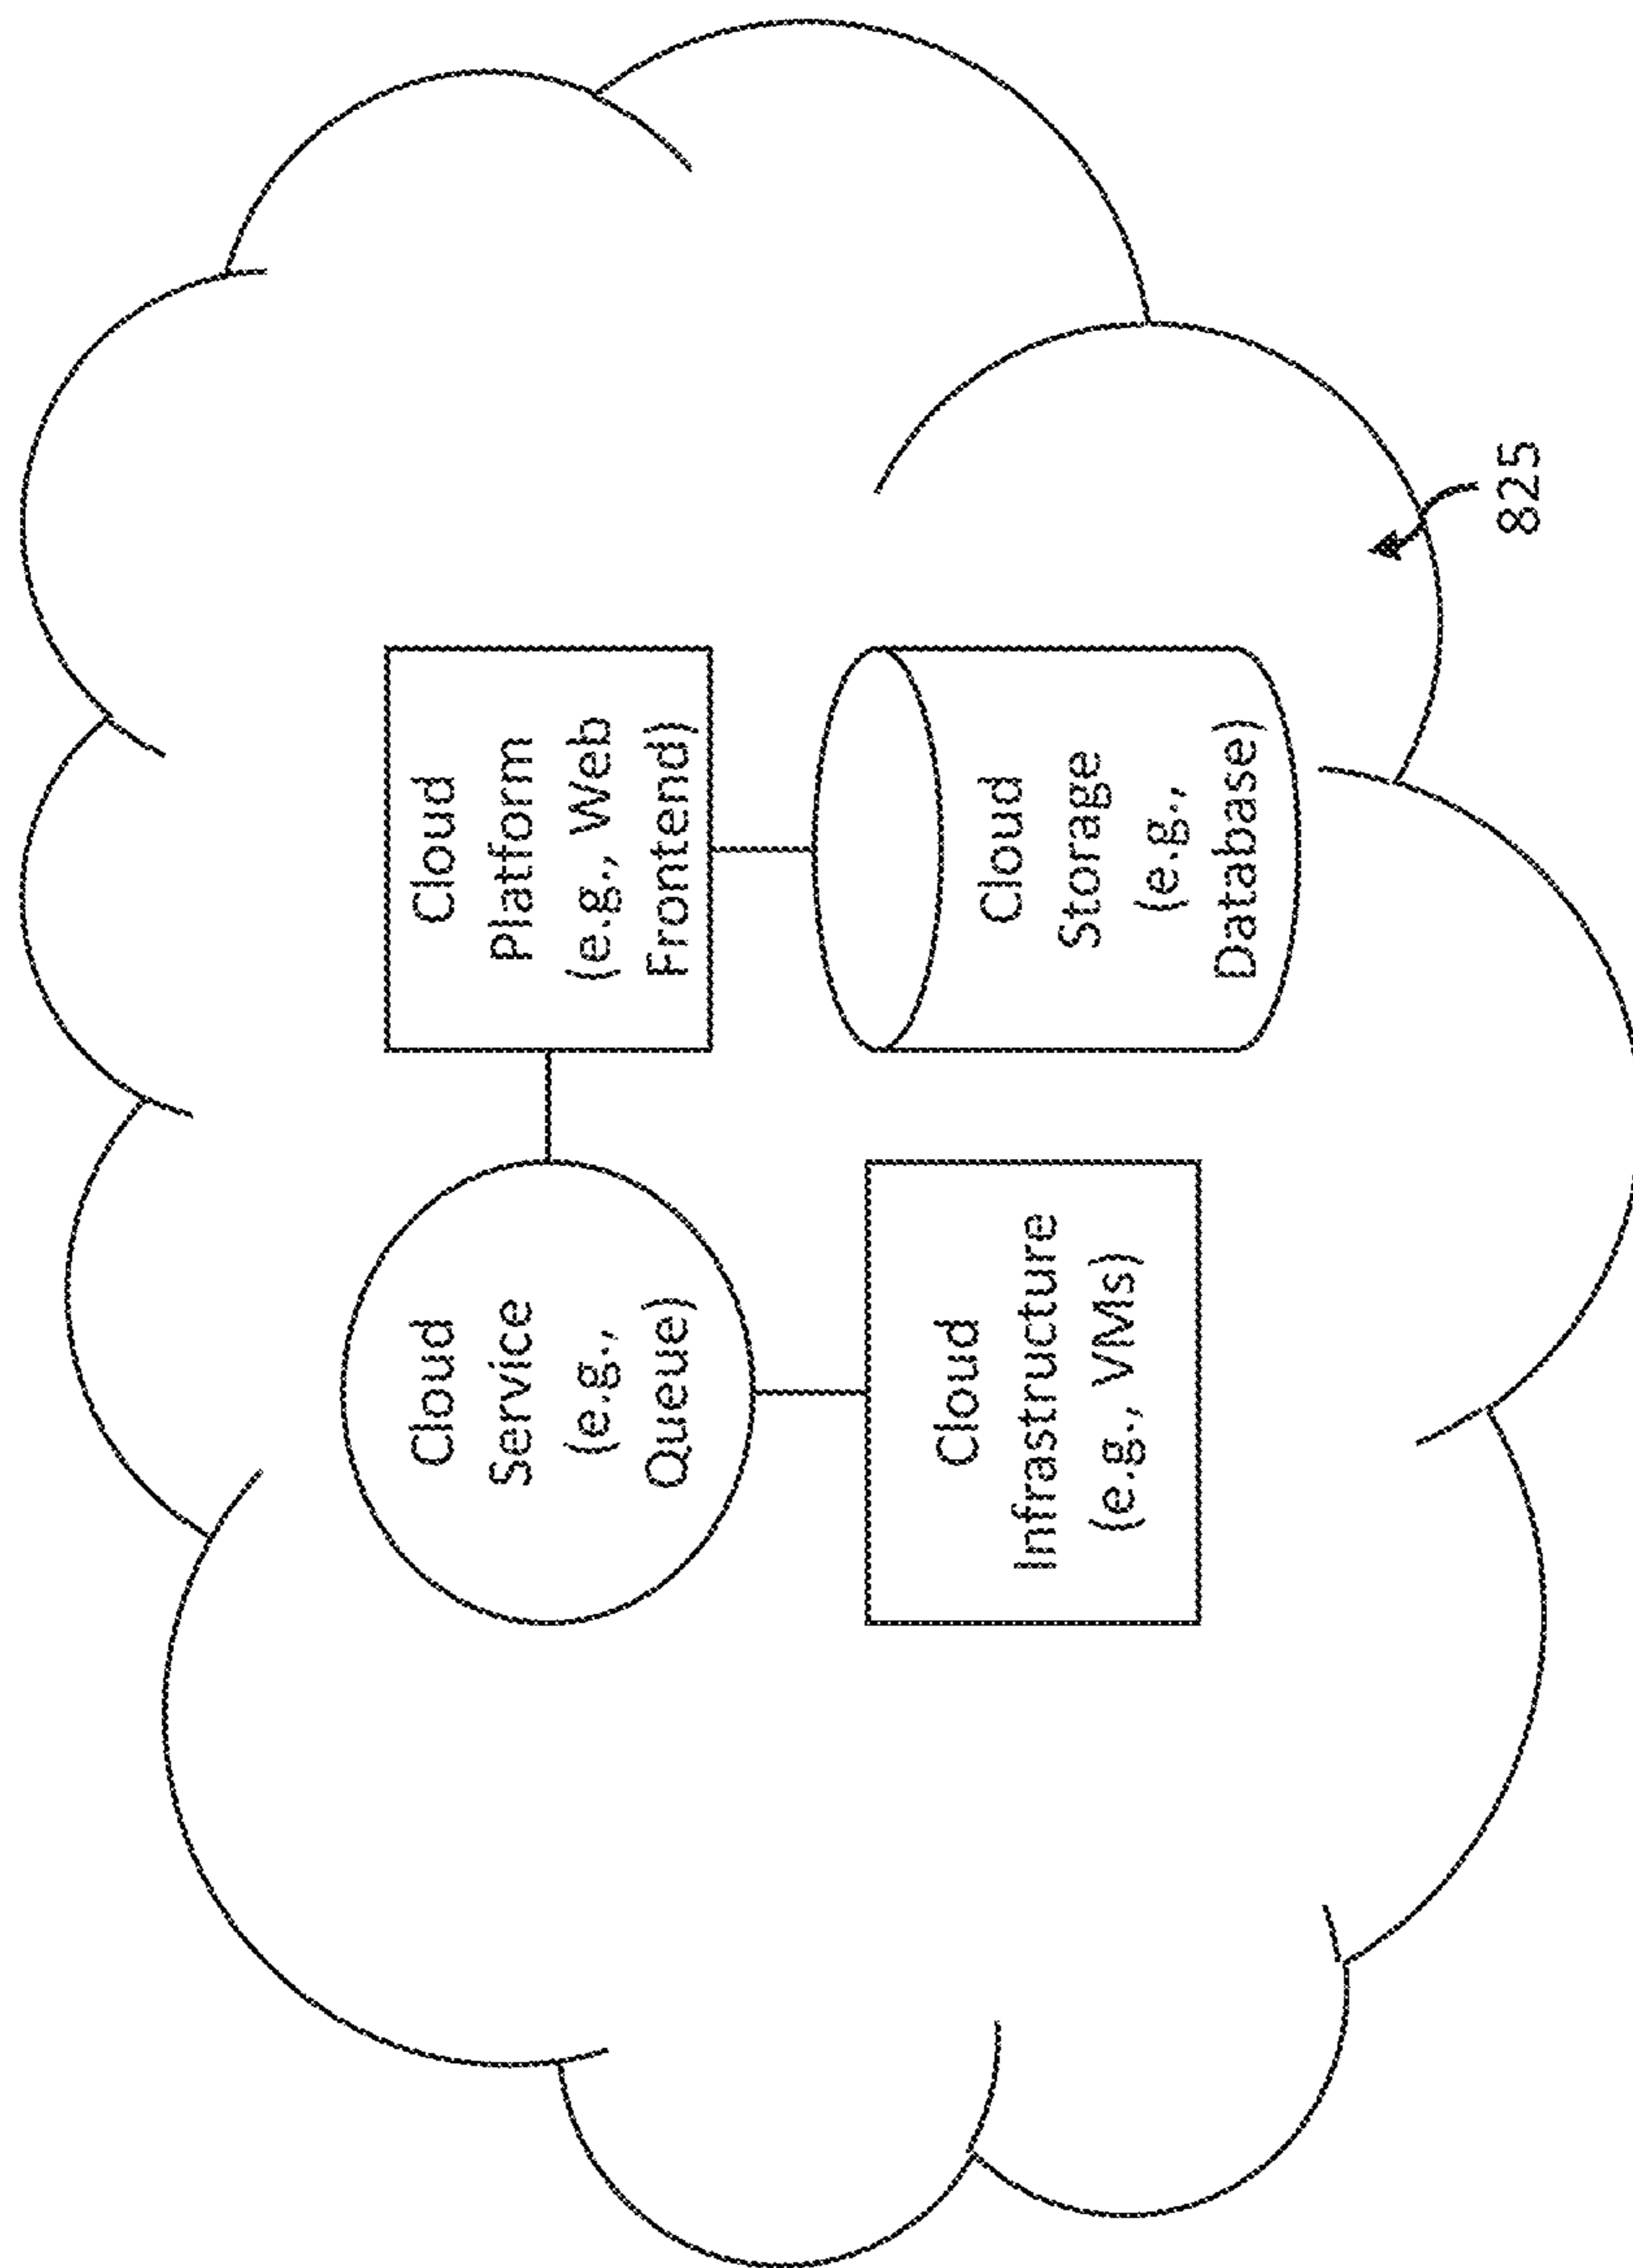 Cloud
Service
(e.g.,
Queue)
Cloud
Platform
(e.g., Web
Frontend)
Cloud
Infrastructure
(e.g., VMs)
Cloud
Storage
(e.g.,
Database)
825